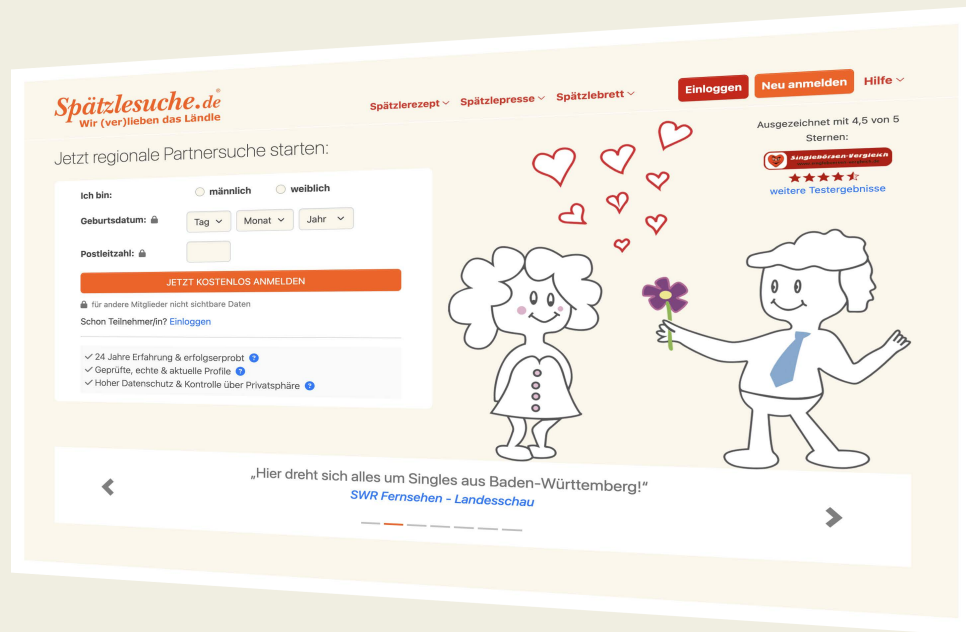 Spätzlesuche.de
Wir (ver)lieben das Ländle
Spätzlerezept
Spätzlepresse
Spätzlebrett
Einloggen
Neu anmelden
Hilfe
Jetzt regionale Partnersuche starten:
Ich bin:
männlich
weiblich
Geburtsdatum:
Tag
Monat
Jahr
Postleitzahl:
JETZT KOSTENLOS ANMELDEN
für andere Mitglieder nicht sichtbare Daten
Schon Teilnehmer/in? Einloggen
24 Jahre Erfahrung & erfolgserprobt ?
Geprüfte, echte & aktuelle Profile ?
Hoher Datenschutz & Kontrolle über Privatsphäre ?
Ausgezeichnet mit 4,5 von 5
Sternen:
Singlebörsen-Vergleich
weitere Testergebnisse
„Hier dreht sich alles um Singles aus Baden-Württemberg!“
SWR Fernsehen - Landesschau